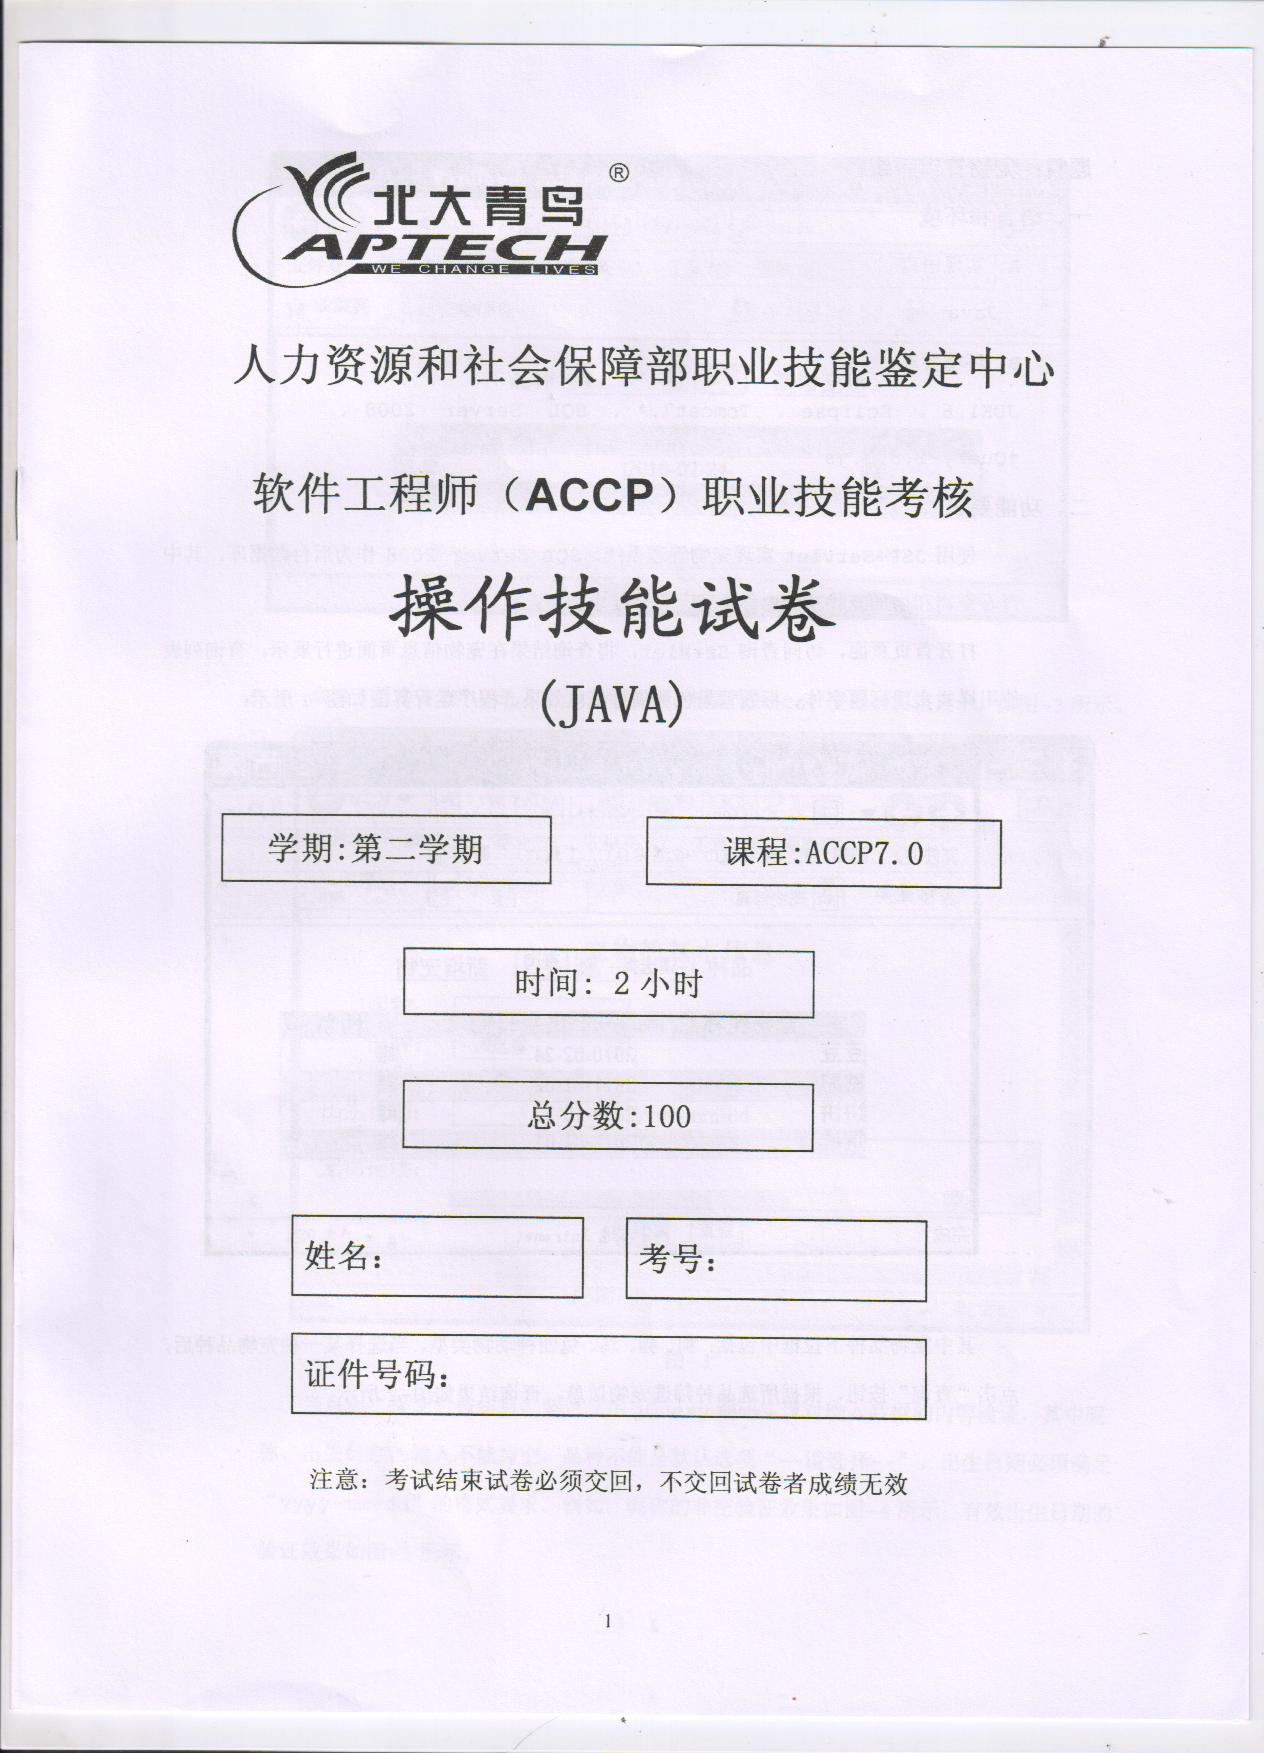 北大青鸟®
APTECH
WE CHANGE LIVES
人力资源和社会保障部职业技能鉴定中心
软件工程师（ACCP）职业技能考核
操作技能试卷
(JAVA)
学期:第二学期
课程:ACCP7.0
时间: 2小时
总分数:100
姓名:
考号:
证件号码:
注意：考试结束试卷必须交回，不交回试卷者成绩无效
1